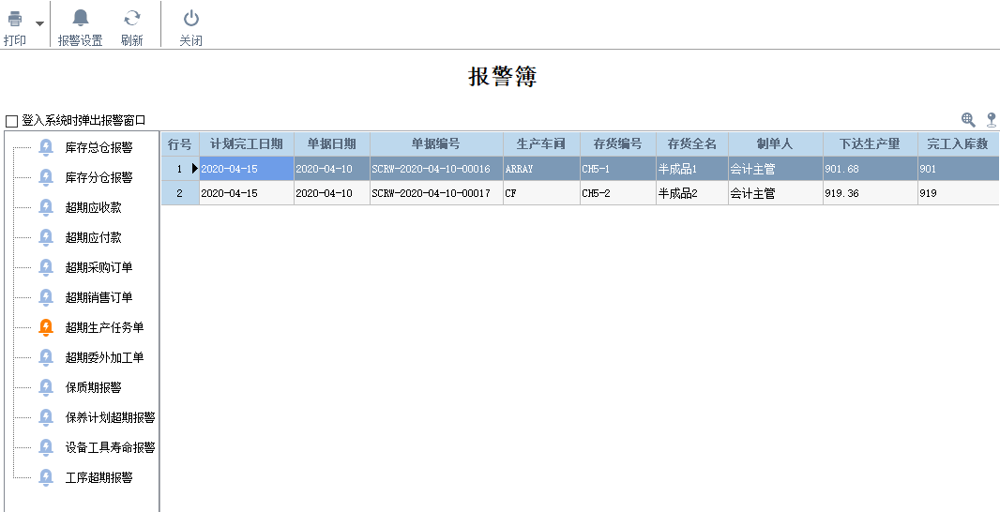 打印 报警设置 刷新 关闭
报警簿
登入系统时弹出报警窗口
库存总仓报警
库存分仓报警
超期应收款
超期应付款
超期采购订单
超期销售订单
超期生产任务单
超期委外加工单
保质期报警
保养计划超期报警
设备工具寿命报警
工序超期报警
行号 计划完工日期 单据日期 单据编号 生产车间 存货编号 存货全名 制单人 下达生产量 完工入库数
1 2020-04-15 2020-04-10 SCRW-2020-04-10-00016 ARRAY CH5-1 半成品1 会计主管 901.68 901
2 2020-04-15 2020-04-10 SCRW-2020-04-10-00017 CF CH5-2 半成品2 会计主管 919.36 919